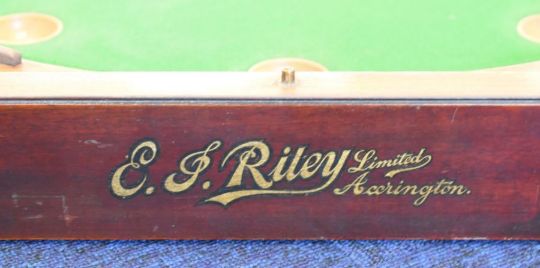 E. J. Riley Limited
Accrington.